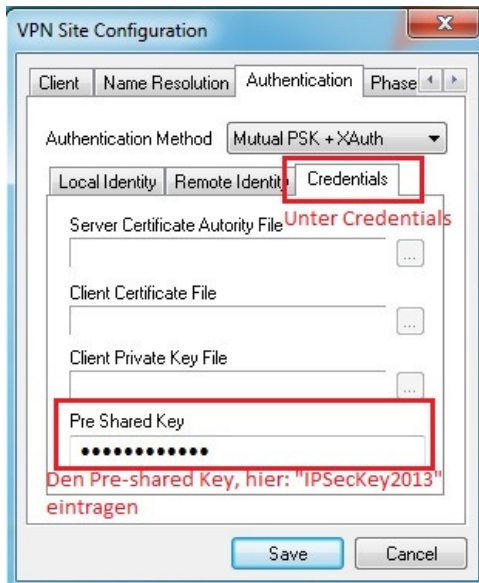 VPN Site Configuration
Client Name Resolution Authentication Phase
Authentication Method Mutual PSK + XAuth
Local Identity Remote Identity Credentials
Unter Credentials
Server Certificate Autority File
...
Client Certificate File
...
Client Private Key File
...
Pre Shared Key
●●●●●●●●●●●●
Den Pre-shared Key, hier: "IPSecKey2013"
eintragen
Save Cancel